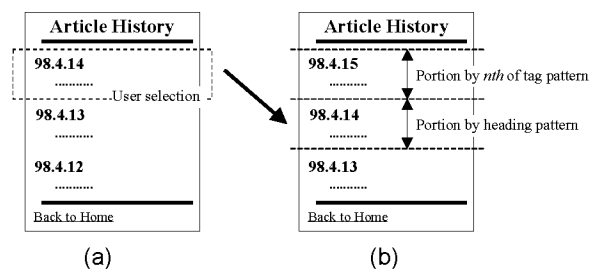 Article History
98.4.14
...........
User selection
98.4.13
...........
98.4.12
...........
Back to Home
(a)
Article History
98.4.15
...........
Portion by nth of tag pattern
98.4.14
...........
Portion by heading pattern
98.4.13
...........
Back to Home
(b)